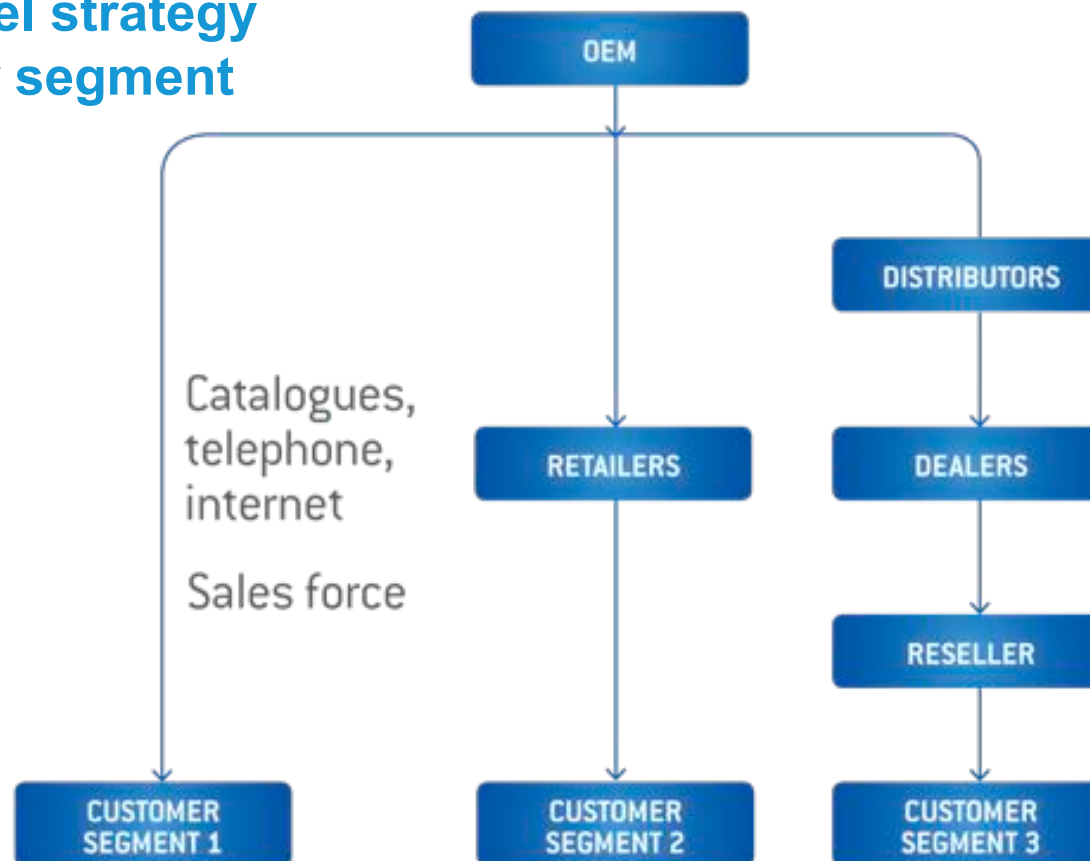 el strategy
segment
OEM
DISTRIBUTORS
Catalogues,
telephone,
internet
Sales force
RETAILERS
DEALERS
RESELLER
CUSTOMER
SEGMENT 1
CUSTOMER
SEGMENT 2
CUSTOMER
SEGMENT 3